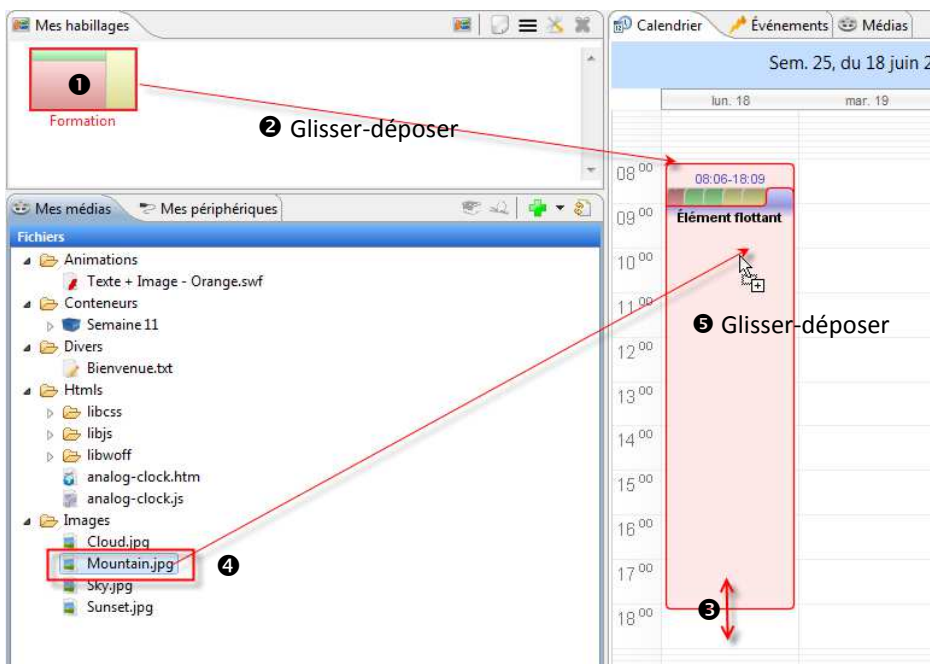 Mes habillages
❶
Formation
❷ Glisser-déposer
Mes médias
Mes périphériques
Fichiers
Animations
Texte + Image - Orange.swf
Conteneurs
Semaine 11
Divers
Bienvenue.txt
Htmls
libcss
libjs
libwoff
analog-clock.htm
analog-clock.js
Images
Cloud.jpg
Mountain.jpg
❹
Sky.jpg
Sunset.jpg
Calendrier
Événements
Médias
Sem. 25, du 18 juin 2
lun. 18
mar. 19
08 00
08:06-18:09
09 00
Élément flottant
10 00
11 00
❺ Glisser-déposer
12 00
13 00
14 00
15 00
16 00
17 00
❸
18 00